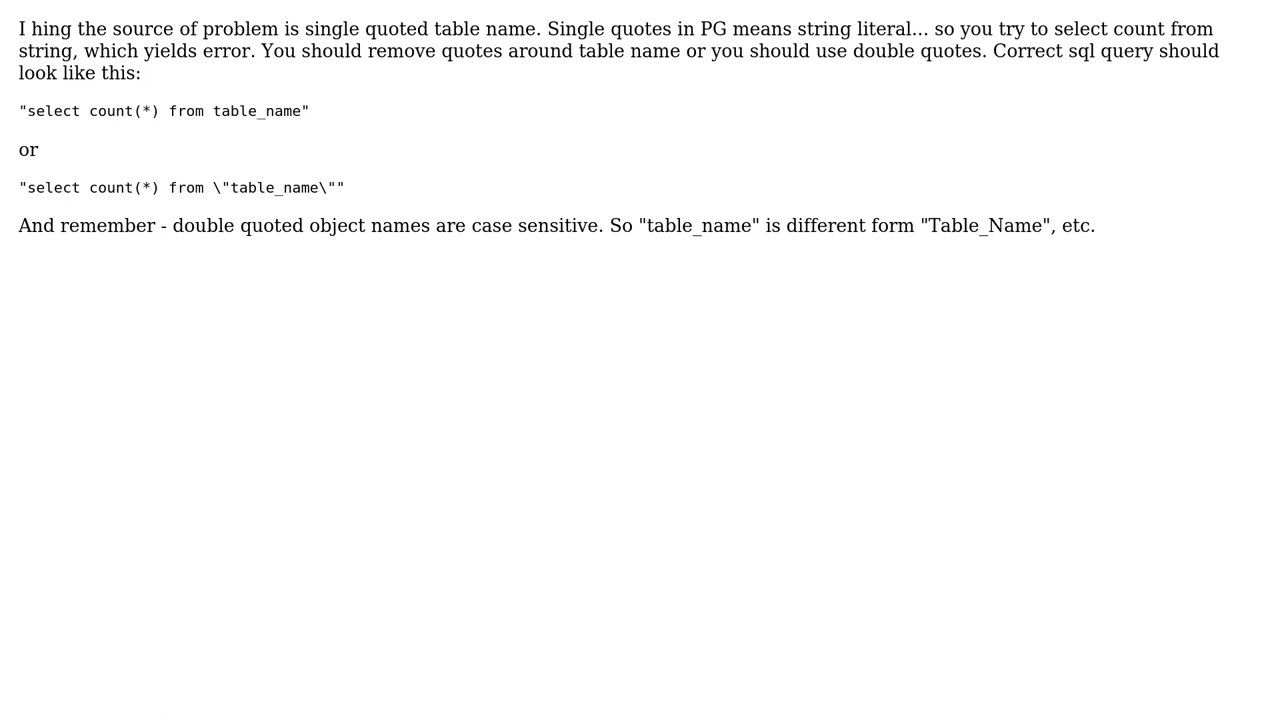 I hing the source of problem is single quoted table name. Single quotes in PG means string literal... so you try to select count from
string, which yields error. You should remove quotes around table name or you should use double quotes. Correct sql query should
look like this:
"select count(*) from table_name"
or
"select count(*) from \"table_name\""
And remember - double quoted object names are case sensitive. So "table_name" is different form "Table_Name", etc.